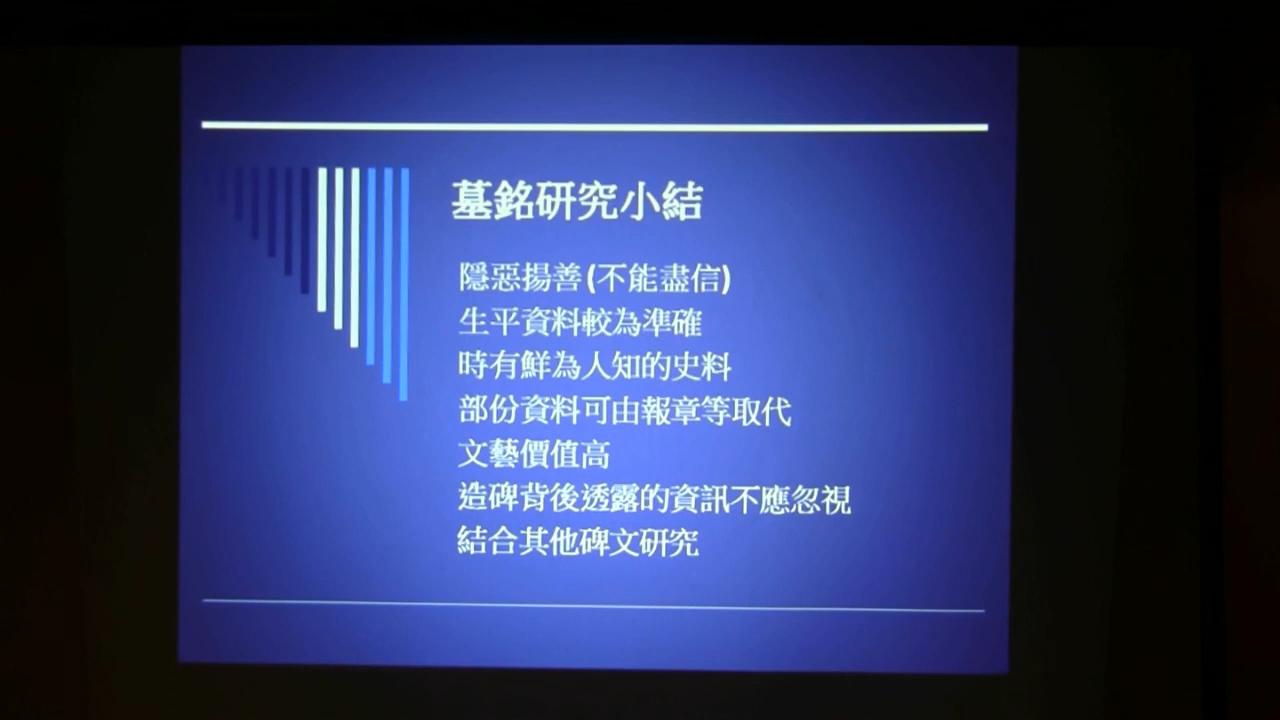 墓銘研究小結
隱惡揚善(不能盡信)
生平資料較為準確
時有鮮為人知的史料
部份資料可由報章等取代
文藝價值高
造碑背後透露的資訊不應忽視
結合其他碑文研究